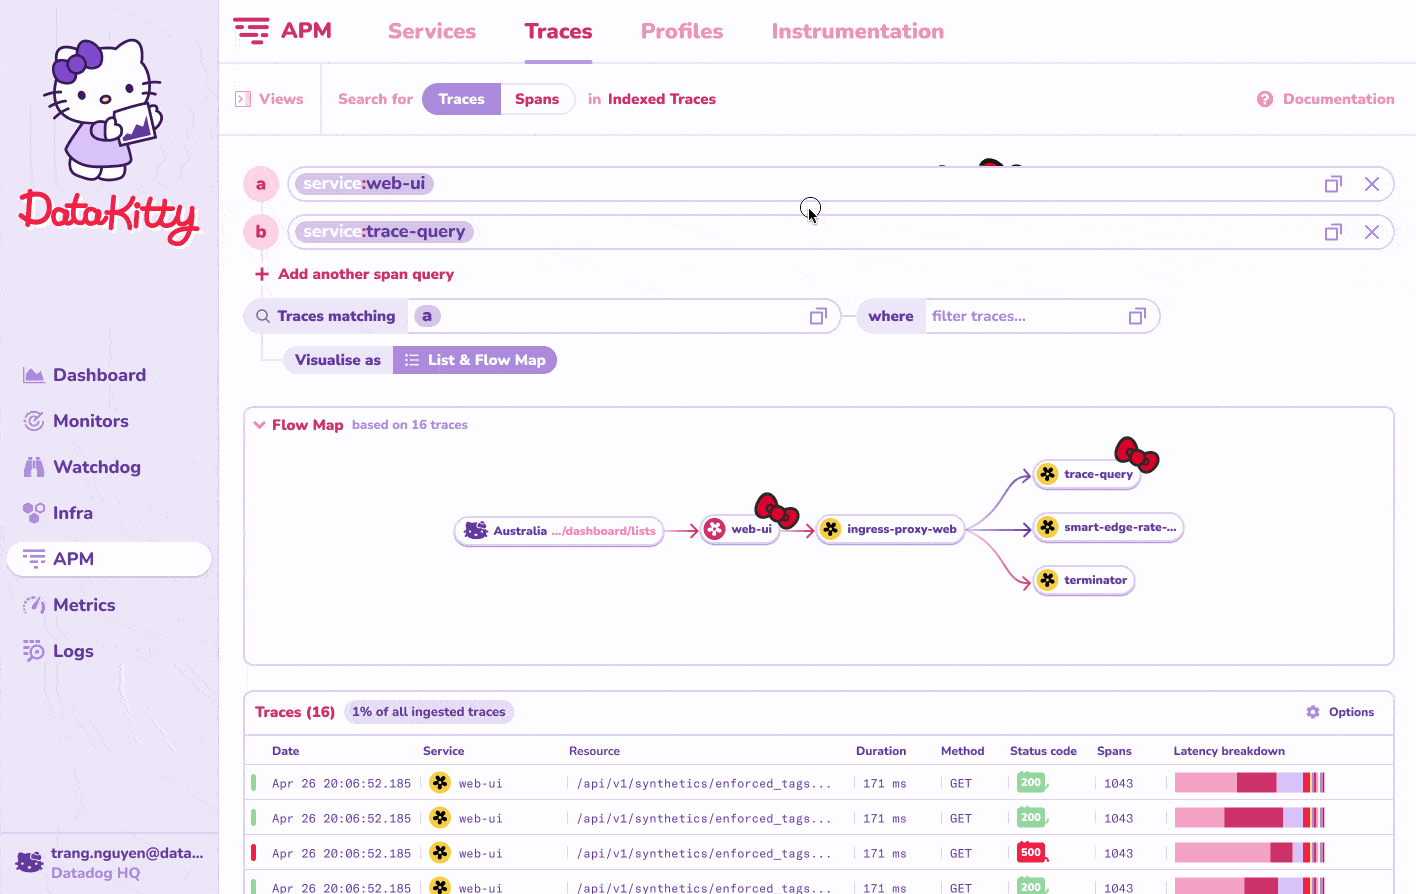 DataKitty
Dashboard
Monitors
Watchdog
Infra
APM
Metrics
Logs
trang.nguyen@data...
Datadog HQ
APM Services Traces Profiles Instrumentation
Views Search for Traces Spans in Indexed Traces Documentation
a service:web-ui
b service:trace-query
+ Add another span query
Traces matching a where filter traces...
Visualise as List & Flow Map
Flow Map based on 16 traces
trace-query
Australia .../dashboard/lists web-ui ingress-proxy-web smart-edge-rate-...
terminator
Traces (16) 1% of all ingested traces Options
Date Service Resource Duration Method Status code Spans Latency breakdown
Apr 26 20:06:52.185 web-ui /api/v1/synthetics/enforced_tags... 171 ms GET 200 1043
Apr 26 20:06:52.185 web-ui /api/v1/synthetics/enforced_tags... 171 ms GET 200 1043
Apr 26 20:06:52.185 web-ui /api/v1/synthetics/enforced_tags... 171 ms GET 500 1043
Apr 26 20:06:52.185 web-ui /api/v1/synthetics/enforced_tags... 171 ms GET 200 1043